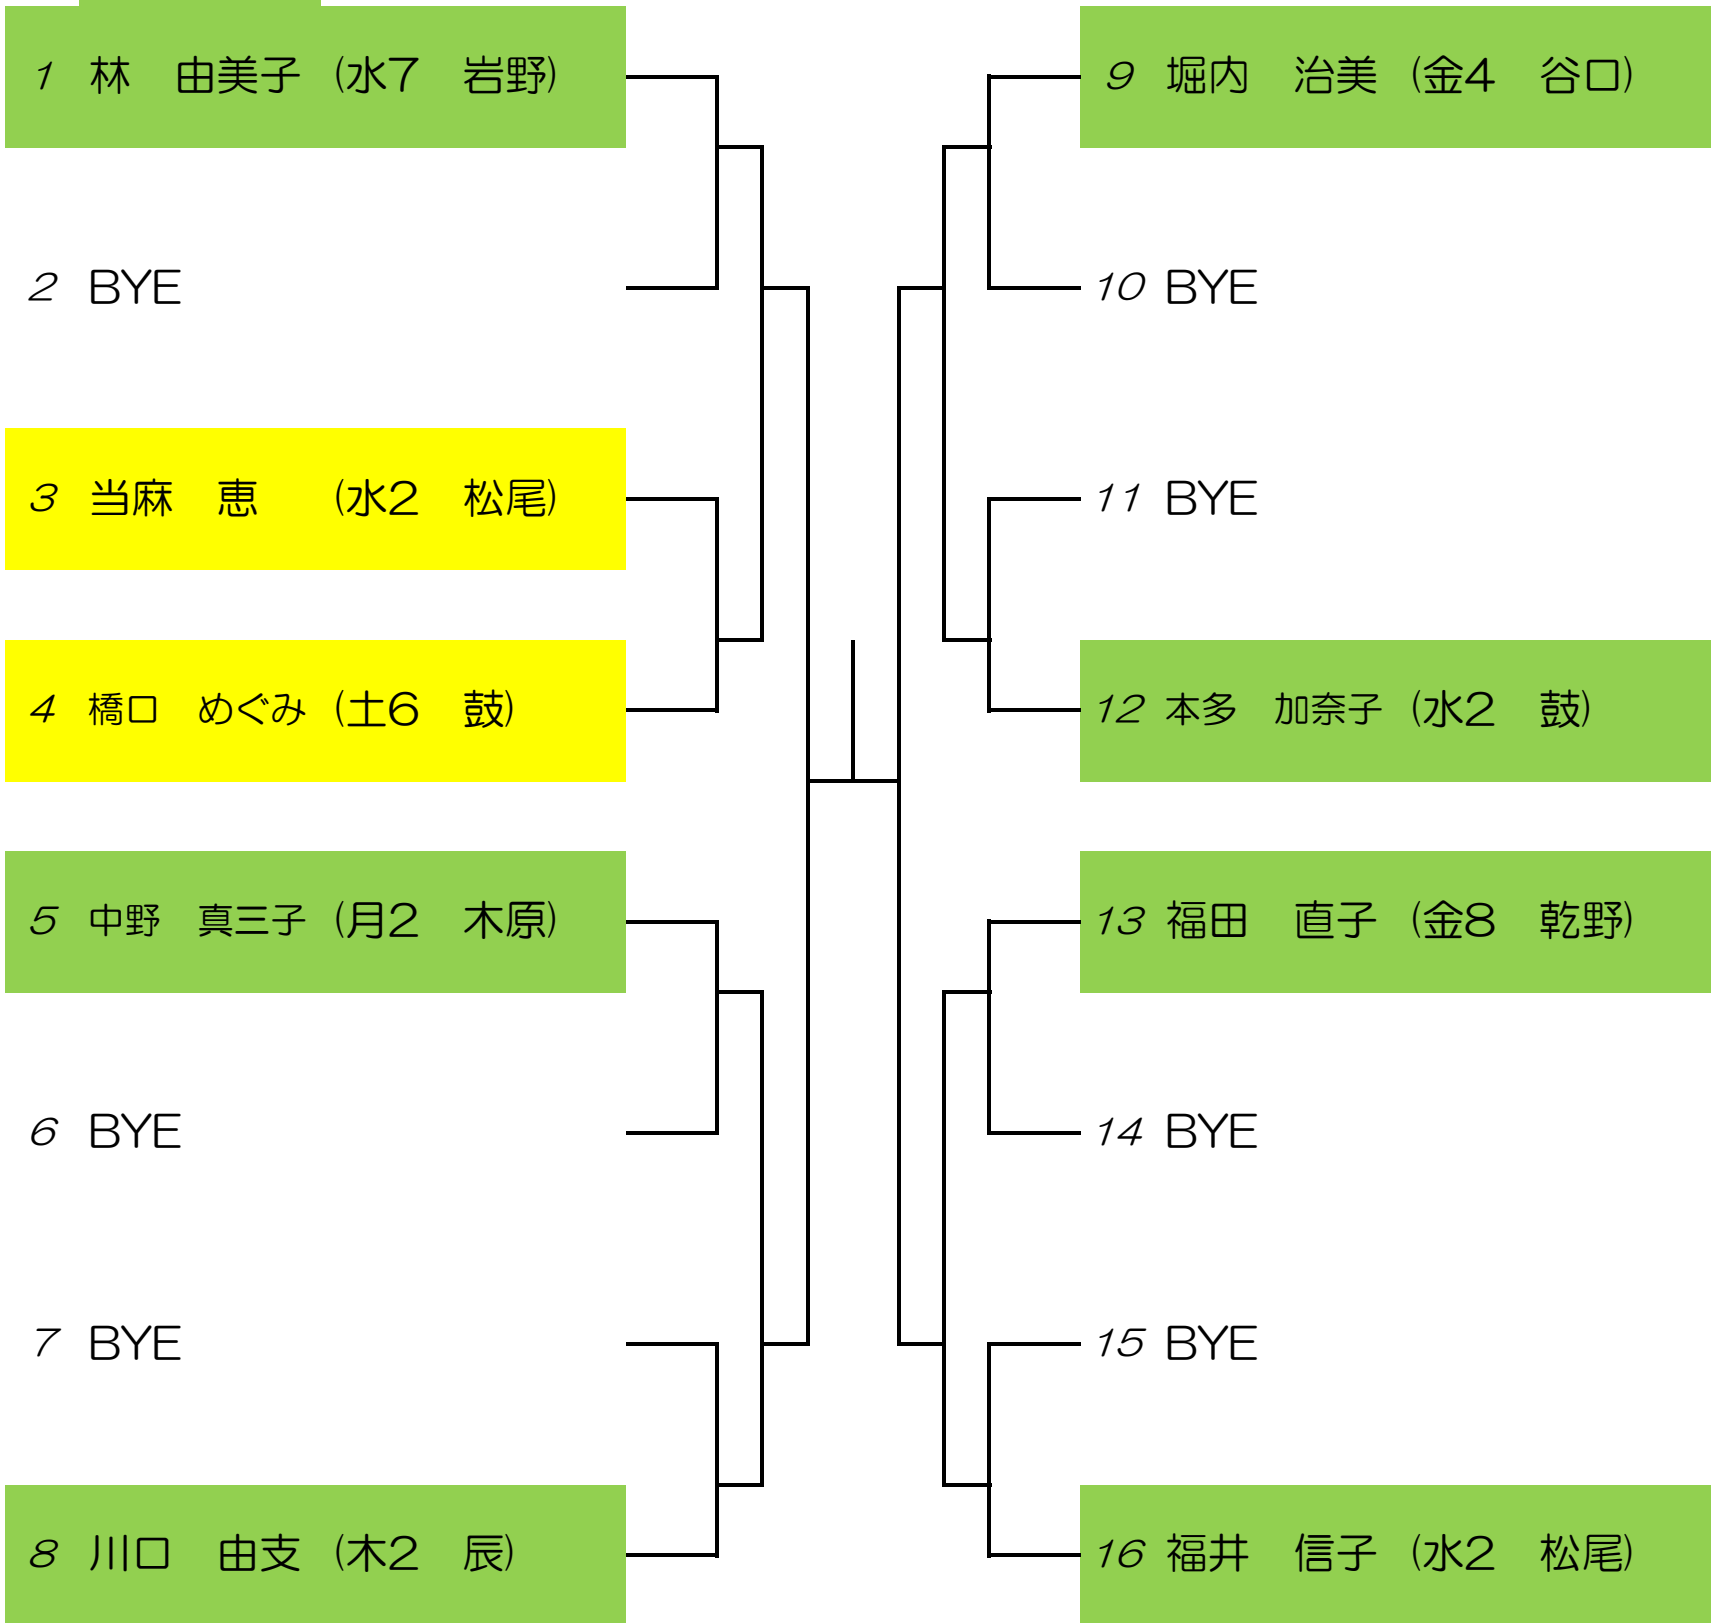 1 林　由美子 (水7　岩野)
2 BYE
3 当麻　恵　(水2　松尾)
4 橋口　めぐみ (土6　鼓)
5 中野　真三子 (月2　木原)
6 BYE
7 BYE
8 川口　由支 (木2　辰)
9 堀内　治美 (金4　谷口)
10 BYE
11 BYE
12 本多　加奈子 (水2　鼓)
13 福田　直子 (金8　乾野)
14 BYE
15 BYE
16 福井　信子 (水2　松尾)